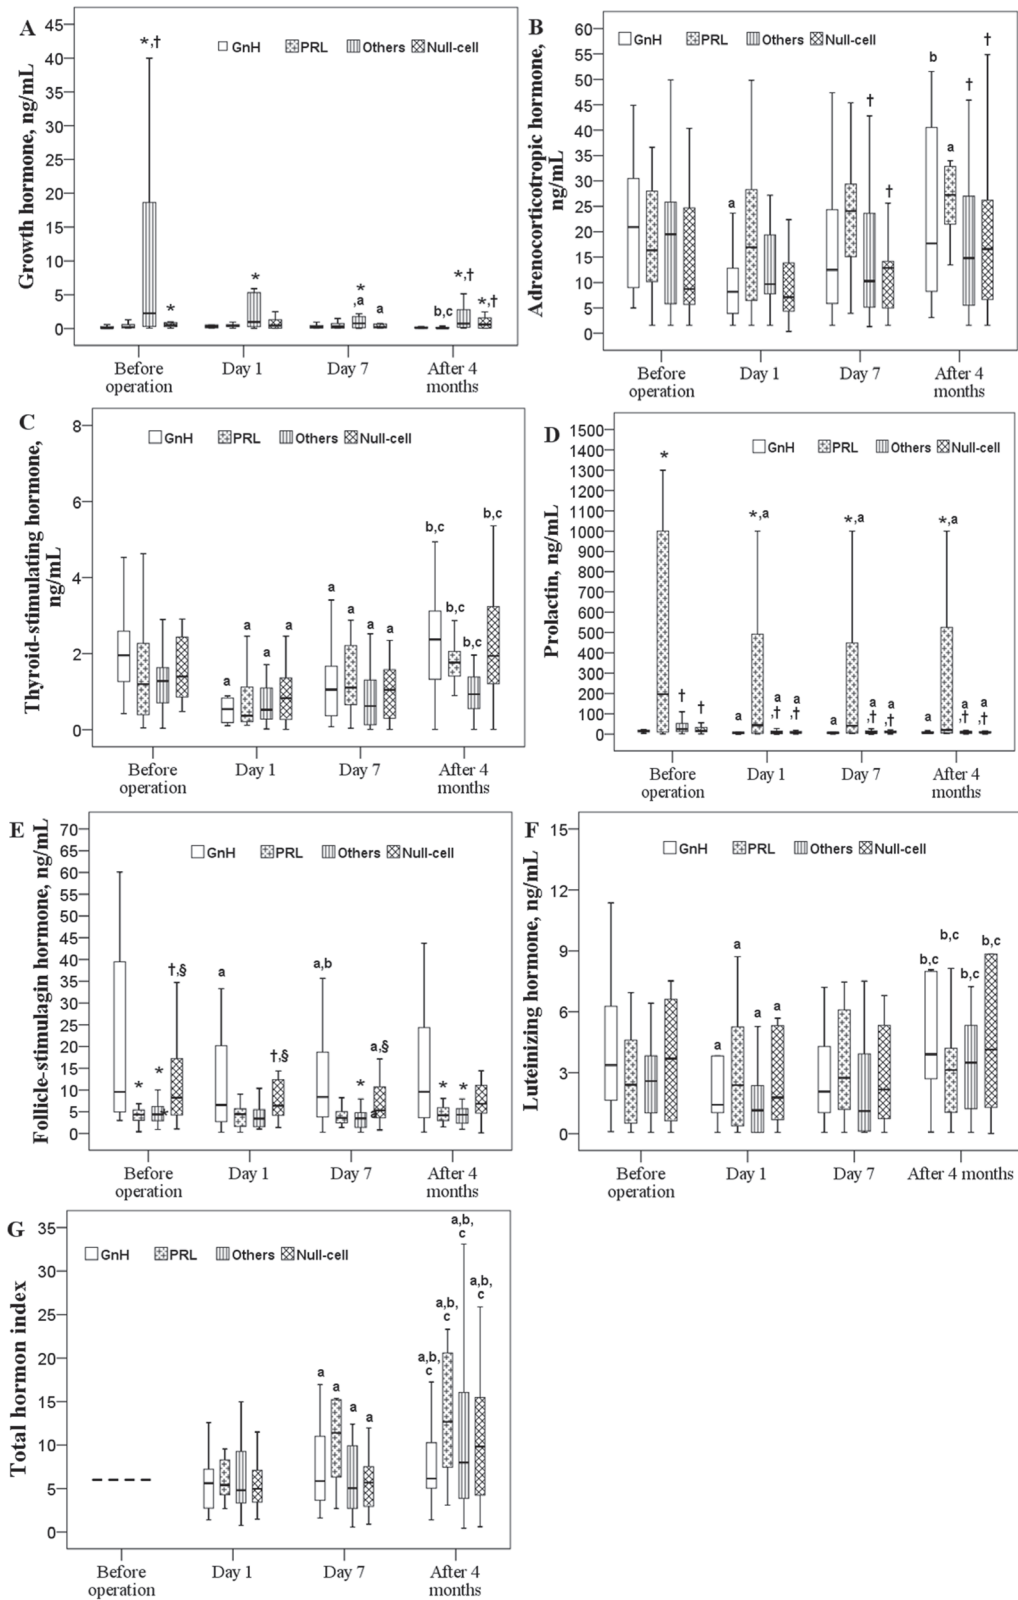 A
Growth hormone, ng/mL
45
40
35
30
25
20
15
10
5
0
GnH PRL Others Null-cell
*,†
*
*
*
,a
a
b,c
*,†
*,†
Before operation
Day 1
Day 7
After 4 months
B
Adrenocorticotropic hormone,
ng/mL
60
55
50
45
40
35
30
25
20
15
10
5
0
GnH PRL Others Null-cell
a
†
†
b
a
†
†
Before operation
Day 1
Day 7
After 4 months
C
Thyroid-stimulating hormone,
ng/mL
8
6
4
2
0
GnH PRL Others Null-cell
a
a
a
a
a
a
a
a
b,c
b,c
b,c
b,c
Before operation
Day 1
Day 7
After 4 months
D
Prolactin, ng/mL
1500
1400
1300
1200
1100
1000
900
800
700
600
500
400
300
200
100
0
GnH PRL Others Null-cell
*
†
†
a
*,a
a
,†
a
,†
a
*,a
a
,†
a
,†
a
*,a
a
,†
a
,†
Before operation
Day 1
Day 7
After 4 months
E
Follicle-stimulagin hormone, ng/mL
70
65
60
55
50
45
40
35
30
25
20
15
10
5
0
GnH PRL Others Null-cell
*
*
*
†,§
a
†,§
a,b
*
a,§
*
*
Before operation
Day 1
Day 7
After 4 months
F
Luteinizing hormone, ng/mL
15
12
9
6
3
0
GnH PRL Others Null-cell
a
a
a
a
b,c
b,c
b,c
b,c
Before operation
Day 1
Day 7
After 4 months
G
Total hormon index
35
30
25
20
15
10
5
0
GnH PRL Others Null-cell
a
a
a
a
a,b,
c
a,b,
c
a,b,
c
a,b,
c
Before operation
Day 1
Day 7
After 4 months